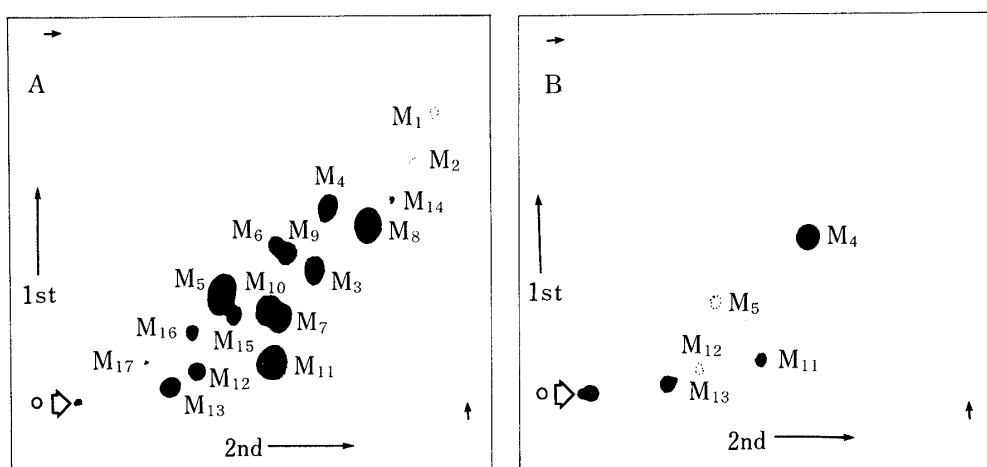 A
M₁
M₂
M₄
M₁₄
M₆
M₉
M₈
M₅
M₁₀
M₃
1st
M₇
M₁₆
M₁₅
M₁₇
M₁₂
M₁₁
M₁₃
2nd
B
M₄
1st
M₅
M₁₂
M₁₁
M₁₃
2nd